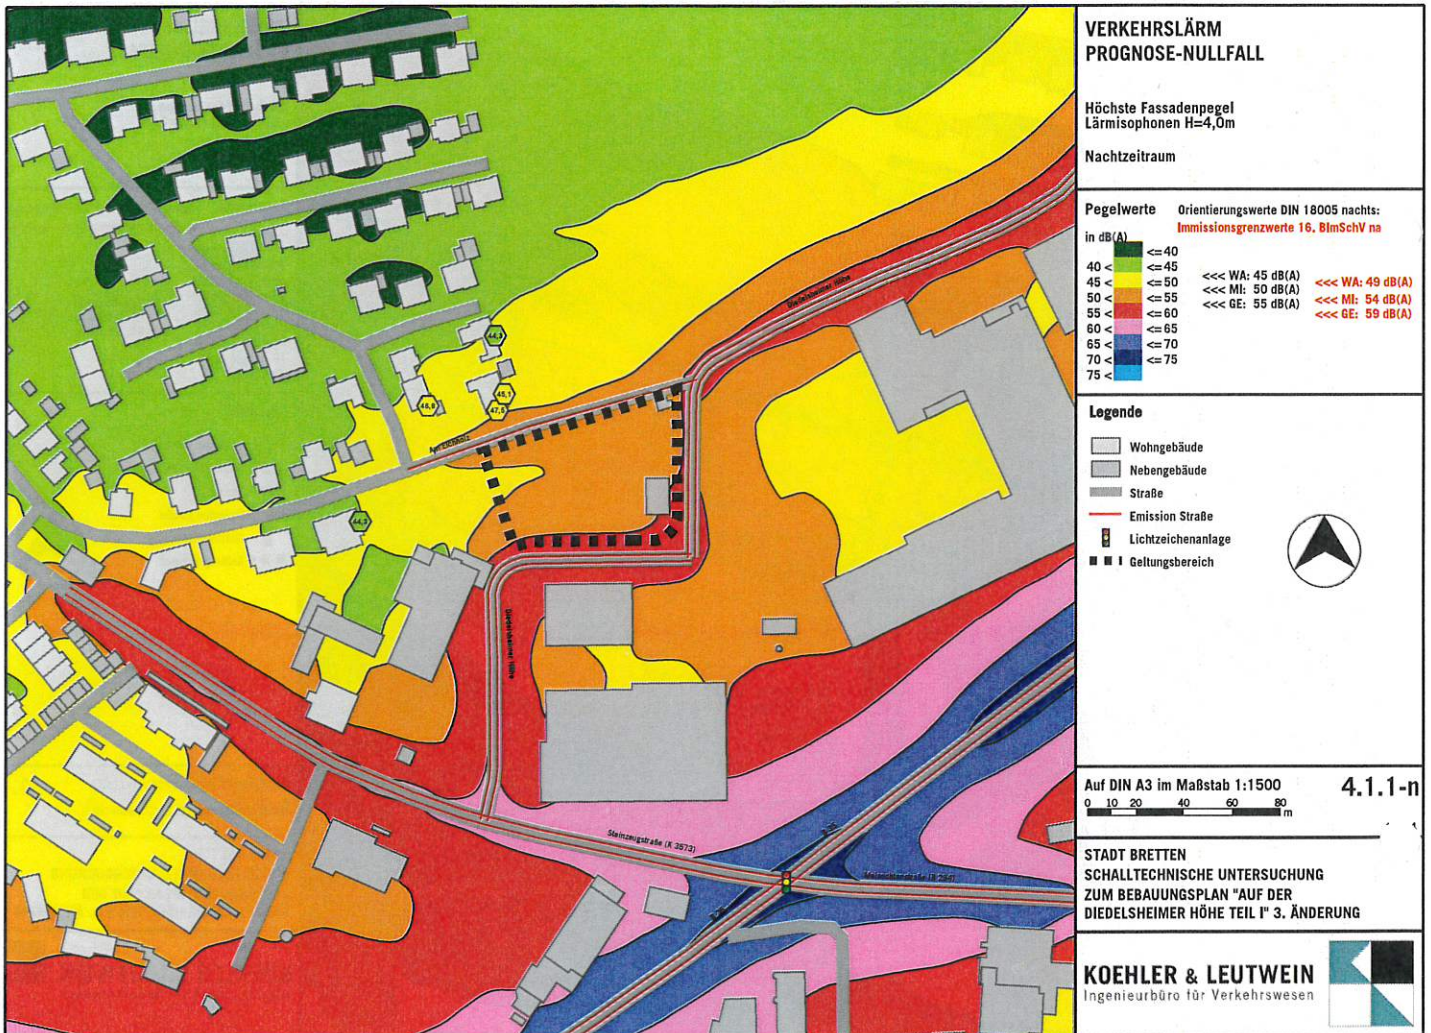 VERKEHRSLÄRM
PROGNOSE-NULLFALL
Höchste Fassadenpegel
Lärmisophonen H=4,0m
Nachtzeitraum
Pegelwerte
in dB(A)
Orientierungswerte DIN 18005 nachts:
Immissionsgrenzwerte 16. BImSchV na
<=40
40 < <=45
45 < <=50
50 < <=55
55 < <=60
60 < <=65
65 < <=70
70 < <=75
75 <
<<< WA: 45 dB(A)
<<< MI: 50 dB(A)
<<< GE: 55 dB(A)
<<< WA: 49 dB(A)
<<< MI: 54 dB(A)
<<< GE: 59 dB(A)
Legende
Wohngebäude
Nebengebäude
Straße
Emission Straße
Lichtzeichenanlage
Geltungsbereich
Auf DIN A3 im Maßstab 1:1500
4.1.1-n
0 10 20 40 60 80
m
STADT BRETTEN
SCHALLTECHNISCHE UNTERSUCHUNG
ZUM BEBAUUNGSPLAN "AUF DER
DIEDELSHEIMER HÖHE TEIL I" 3. ÄNDERUNG
KOEHLER & LEUTWEIN
Ingenieurbüro für Verkehrswesen
Diedelsheimer Höhe
44,3
45,1
47,5
Am Eichholz
44,3
Diedelsheimer Höhe
Steinzeugstraße (K 3573)